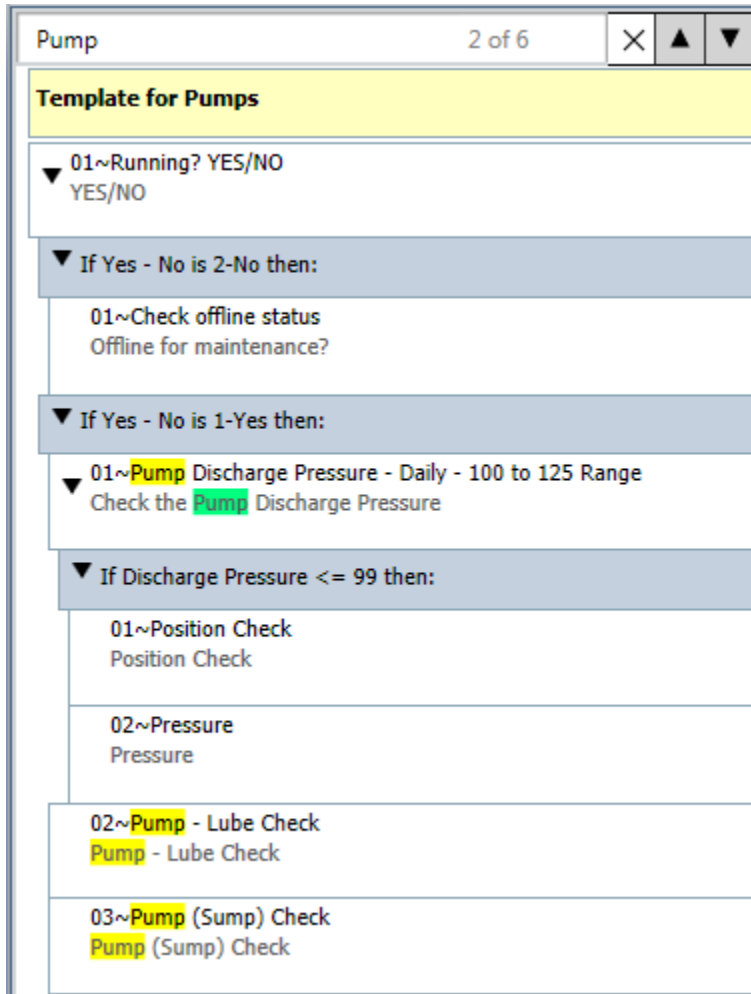 Pump 2 of 6
Template for Pumps
01~Running? YES/NO
YES/NO
If Yes - No is 2-No then:
01~Check offline status
Offline for maintenance?
If Yes - No is 1-Yes then:
01~Pump Discharge Pressure - Daily - 100 to 125 Range
Check the Pump Discharge Pressure
If Discharge Pressure <= 99 then:
01~Position Check
Position Check
02~Pressure
Pressure
02~Pump - Lube Check
Pump - Lube Check
03~Pump (Sump) Check
Pump (Sump) Check